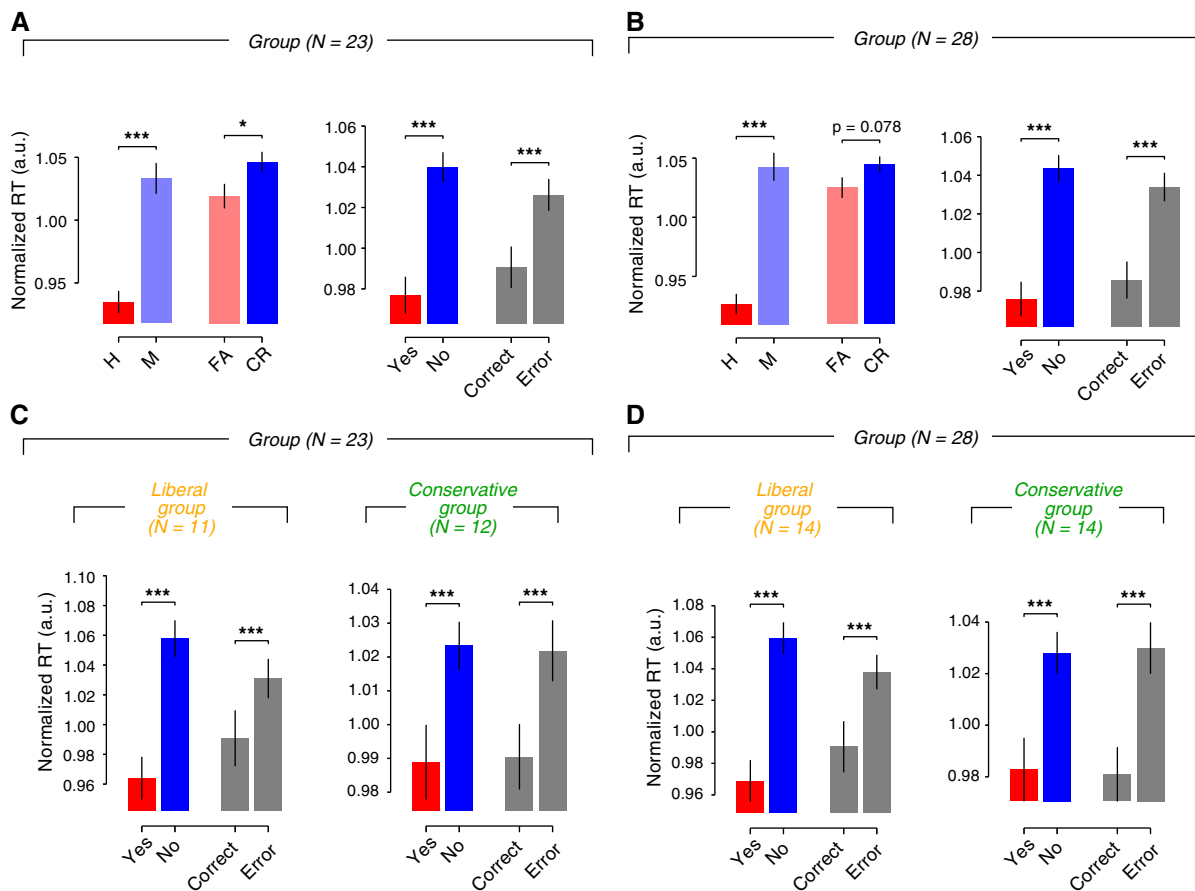 A
Group (N = 23)
Normalized RT (a.u.)
1.05
1.00
0.95
***
*
H
M
FA
CR
1.06
1.04
1.02
1.00
0.98
***
***
Yes
No
Correct
Error
B
Group (N = 28)
Normalized RT (a.u.)
1.05
1.00
0.95
***
p = 0.078
H
M
FA
CR
1.06
1.04
1.02
1.00
0.98
***
***
Yes
No
Correct
Error
C
Group (N = 23)
Liberal
group
(N = 11)
Normalized RT (a.u.)
1.10
1.08
1.06
1.04
1.02
1.00
0.98
0.96
***
***
Yes
No
Correct
Error
Conservative
group
(N = 12)
1.04
1.03
1.02
1.01
1.00
0.99
0.98
***
***
Yes
No
Correct
Error
D
Group (N = 28)
Liberal
group
(N = 14)
Normalized RT (a.u.)
1.08
1.06
1.04
1.02
1.00
0.98
0.96
***
***
Yes
No
Correct
Error
Conservative
group
(N = 14)
1.04
1.02
1.00
0.98
***
***
Yes
No
Correct
Error